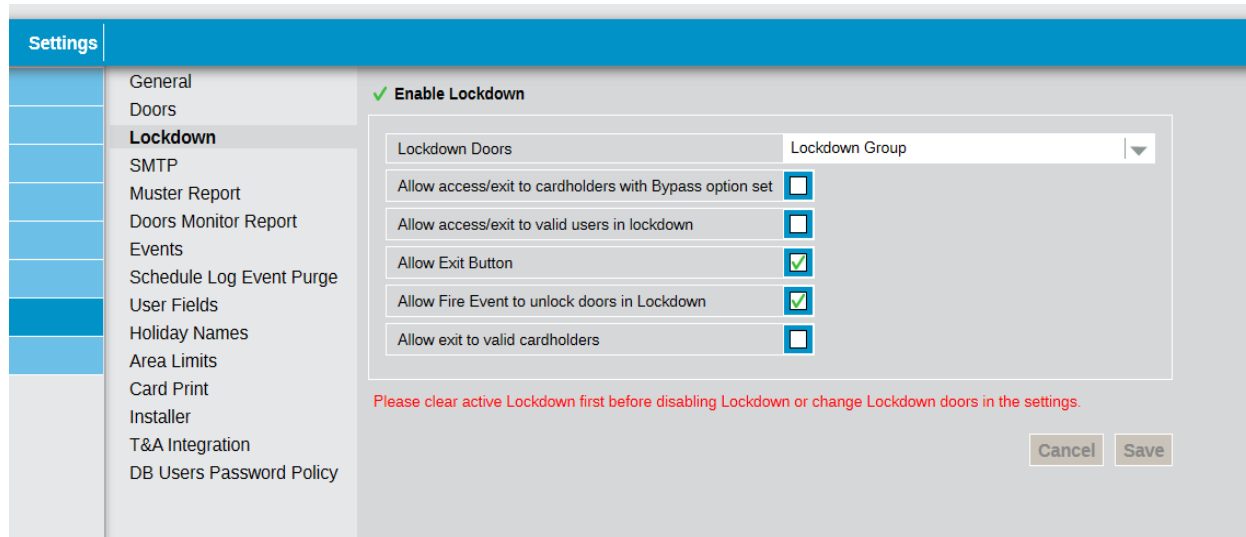 Settings
General
Doors
Lockdown
SMTP
Muster Report
Doors Monitor Report
Events
Schedule Log Event Purge
User Fields
Holiday Names
Area Limits
Card Print
Installer
T&A Integration
DB Users Password Policy
Enable Lockdown
Lockdown Doors Lockdown Group
Allow access/exit to cardholders with Bypass option set
Allow access/exit to valid users in lockdown
Allow Exit Button
Allow Fire Event to unlock doors in Lockdown
Allow exit to valid cardholders
Please clear active Lockdown first before disabling Lockdown or change Lockdown doors in the settings.
Cancel Save